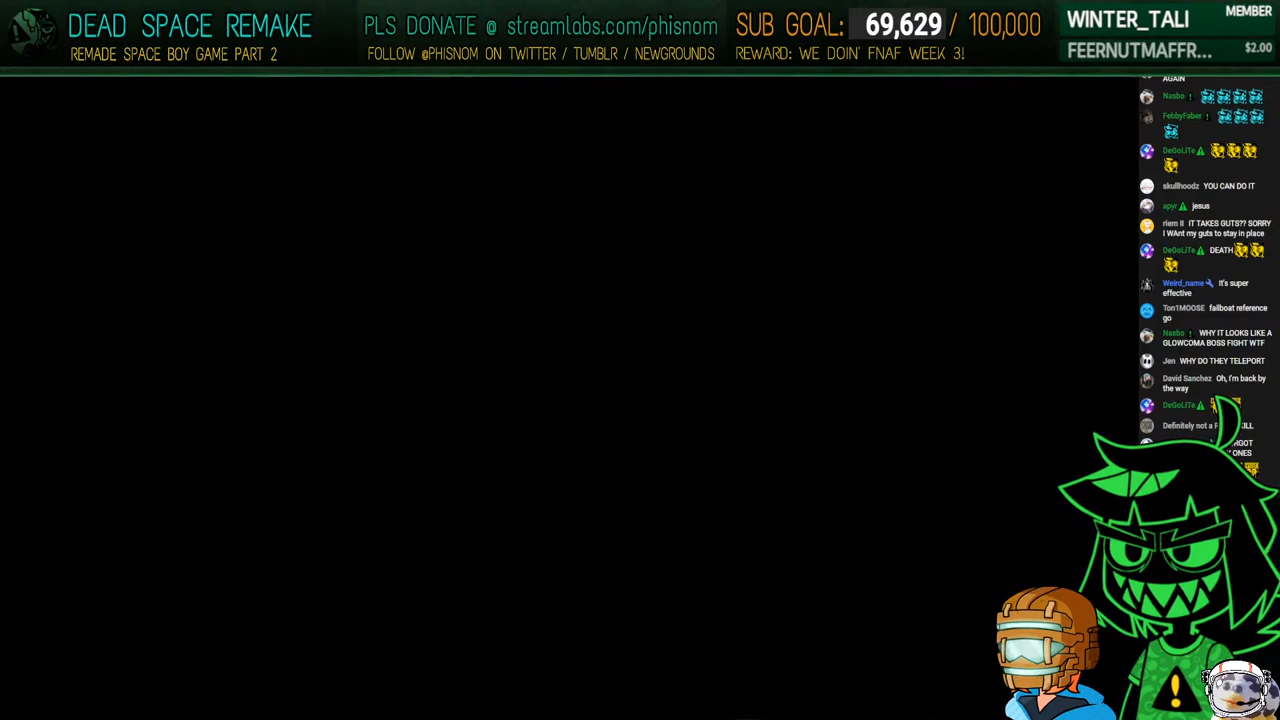 DEAD SPACE REMAKE
REMADE SPACE BOY GAME PART 2
PLS DONATE @ streamlabs.com/phisnom
FOLLOW @PHISNOM ON TWITTER / TUMBLR / NEWGROUNDS
SUB GOAL: 69,629 / 100,000
REWARD: WE DOIN' FNAF WEEK 3!
WINTER_TALI MEMBER
FEERNUTMAFFR... $2.00
AGAIN
Nasbo
FebbyFaber
DeGoLiTe
skullhoodz YOU CAN DO IT
apyr jesus
riem II IT TAKES GUTS?? SORRY
I WAnt my guts to stay in place
DeGoLiTe DEATH
Weird_name It's super
effective
Ton1MOOSE failboat reference
go
Nasbo WHY IT LOOKS LIKE A
GLOWCOMA BOSS FIGHT WTF
Jen WHY DO THEY TELEPORT
David Sanchez Oh, I'm back by
the way
DeGoLiTe
Definitely not a
ONES